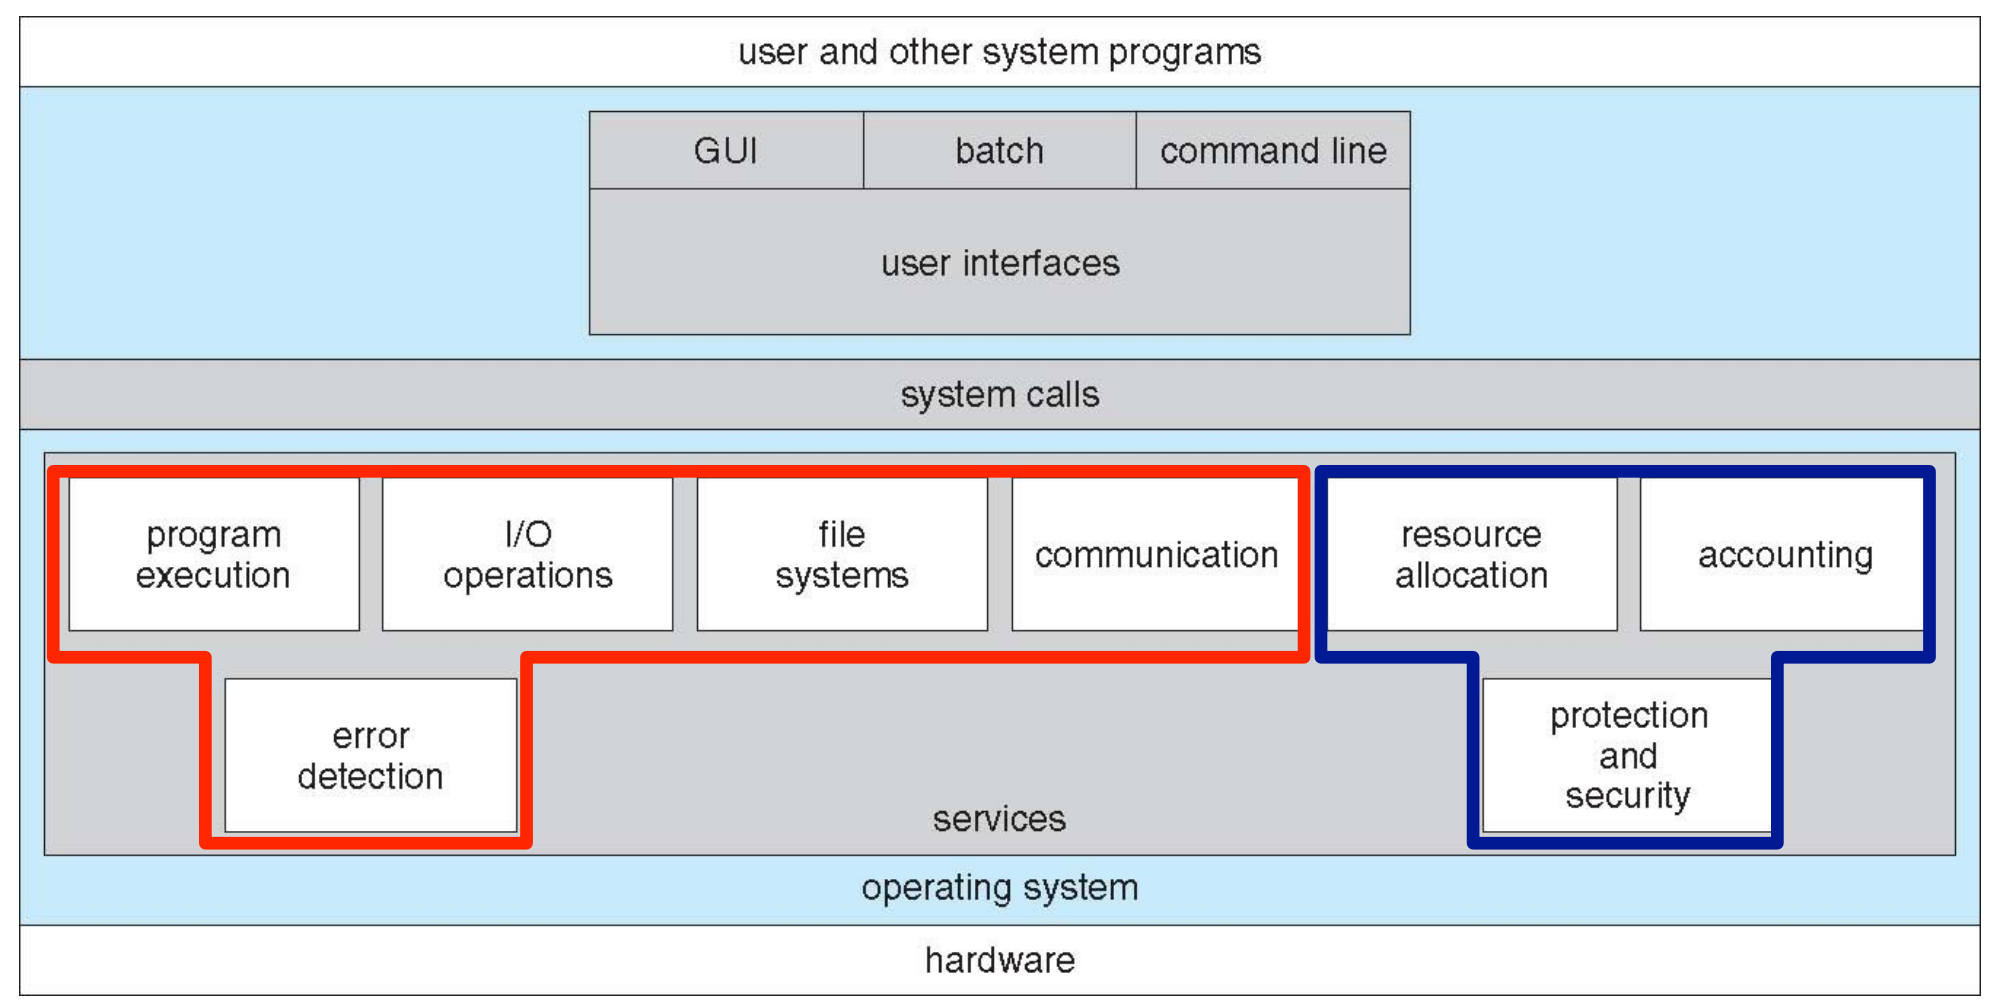 user and other system programs
GUI
batch
command line
user interfaces
system calls
program
execution
I/O
operations
file
systems
communication
resource
allocation
accounting
error
detection
protection
and
security
services
operating system
hardware